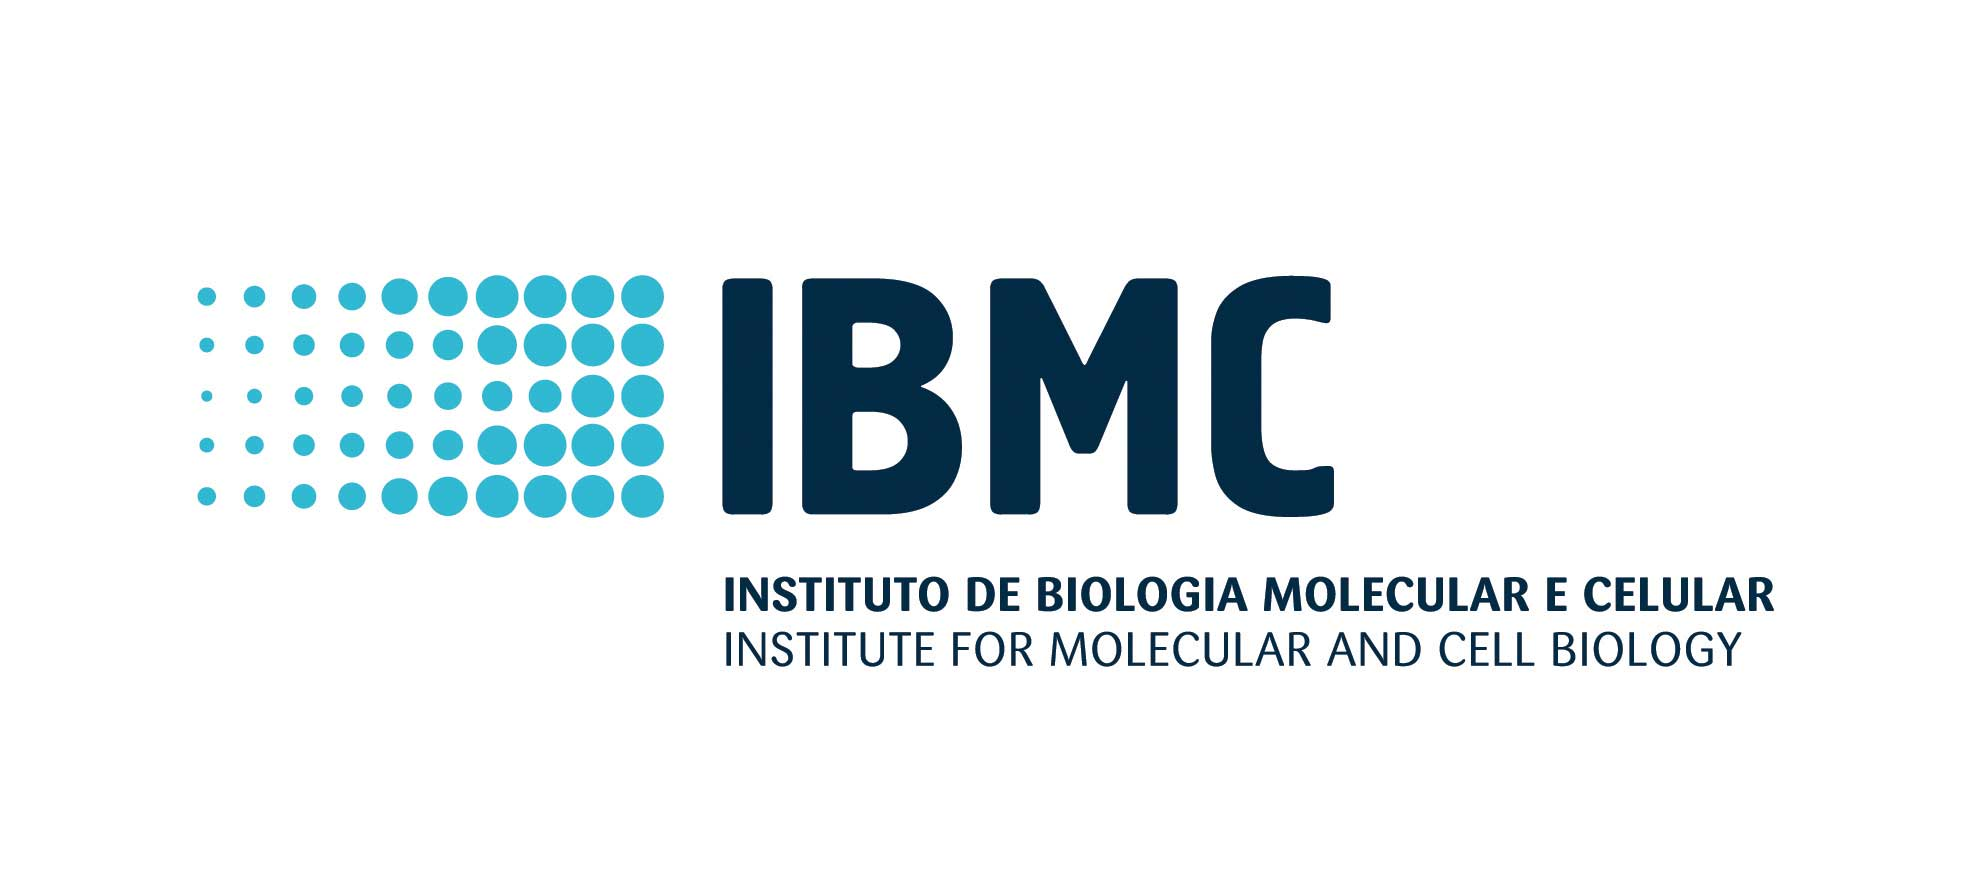 IBMC
INSTITUTO DE BIOLOGIA MOLECULAR E CELULAR
INSTITUTE FOR MOLECULAR AND CELL BIOLOGY